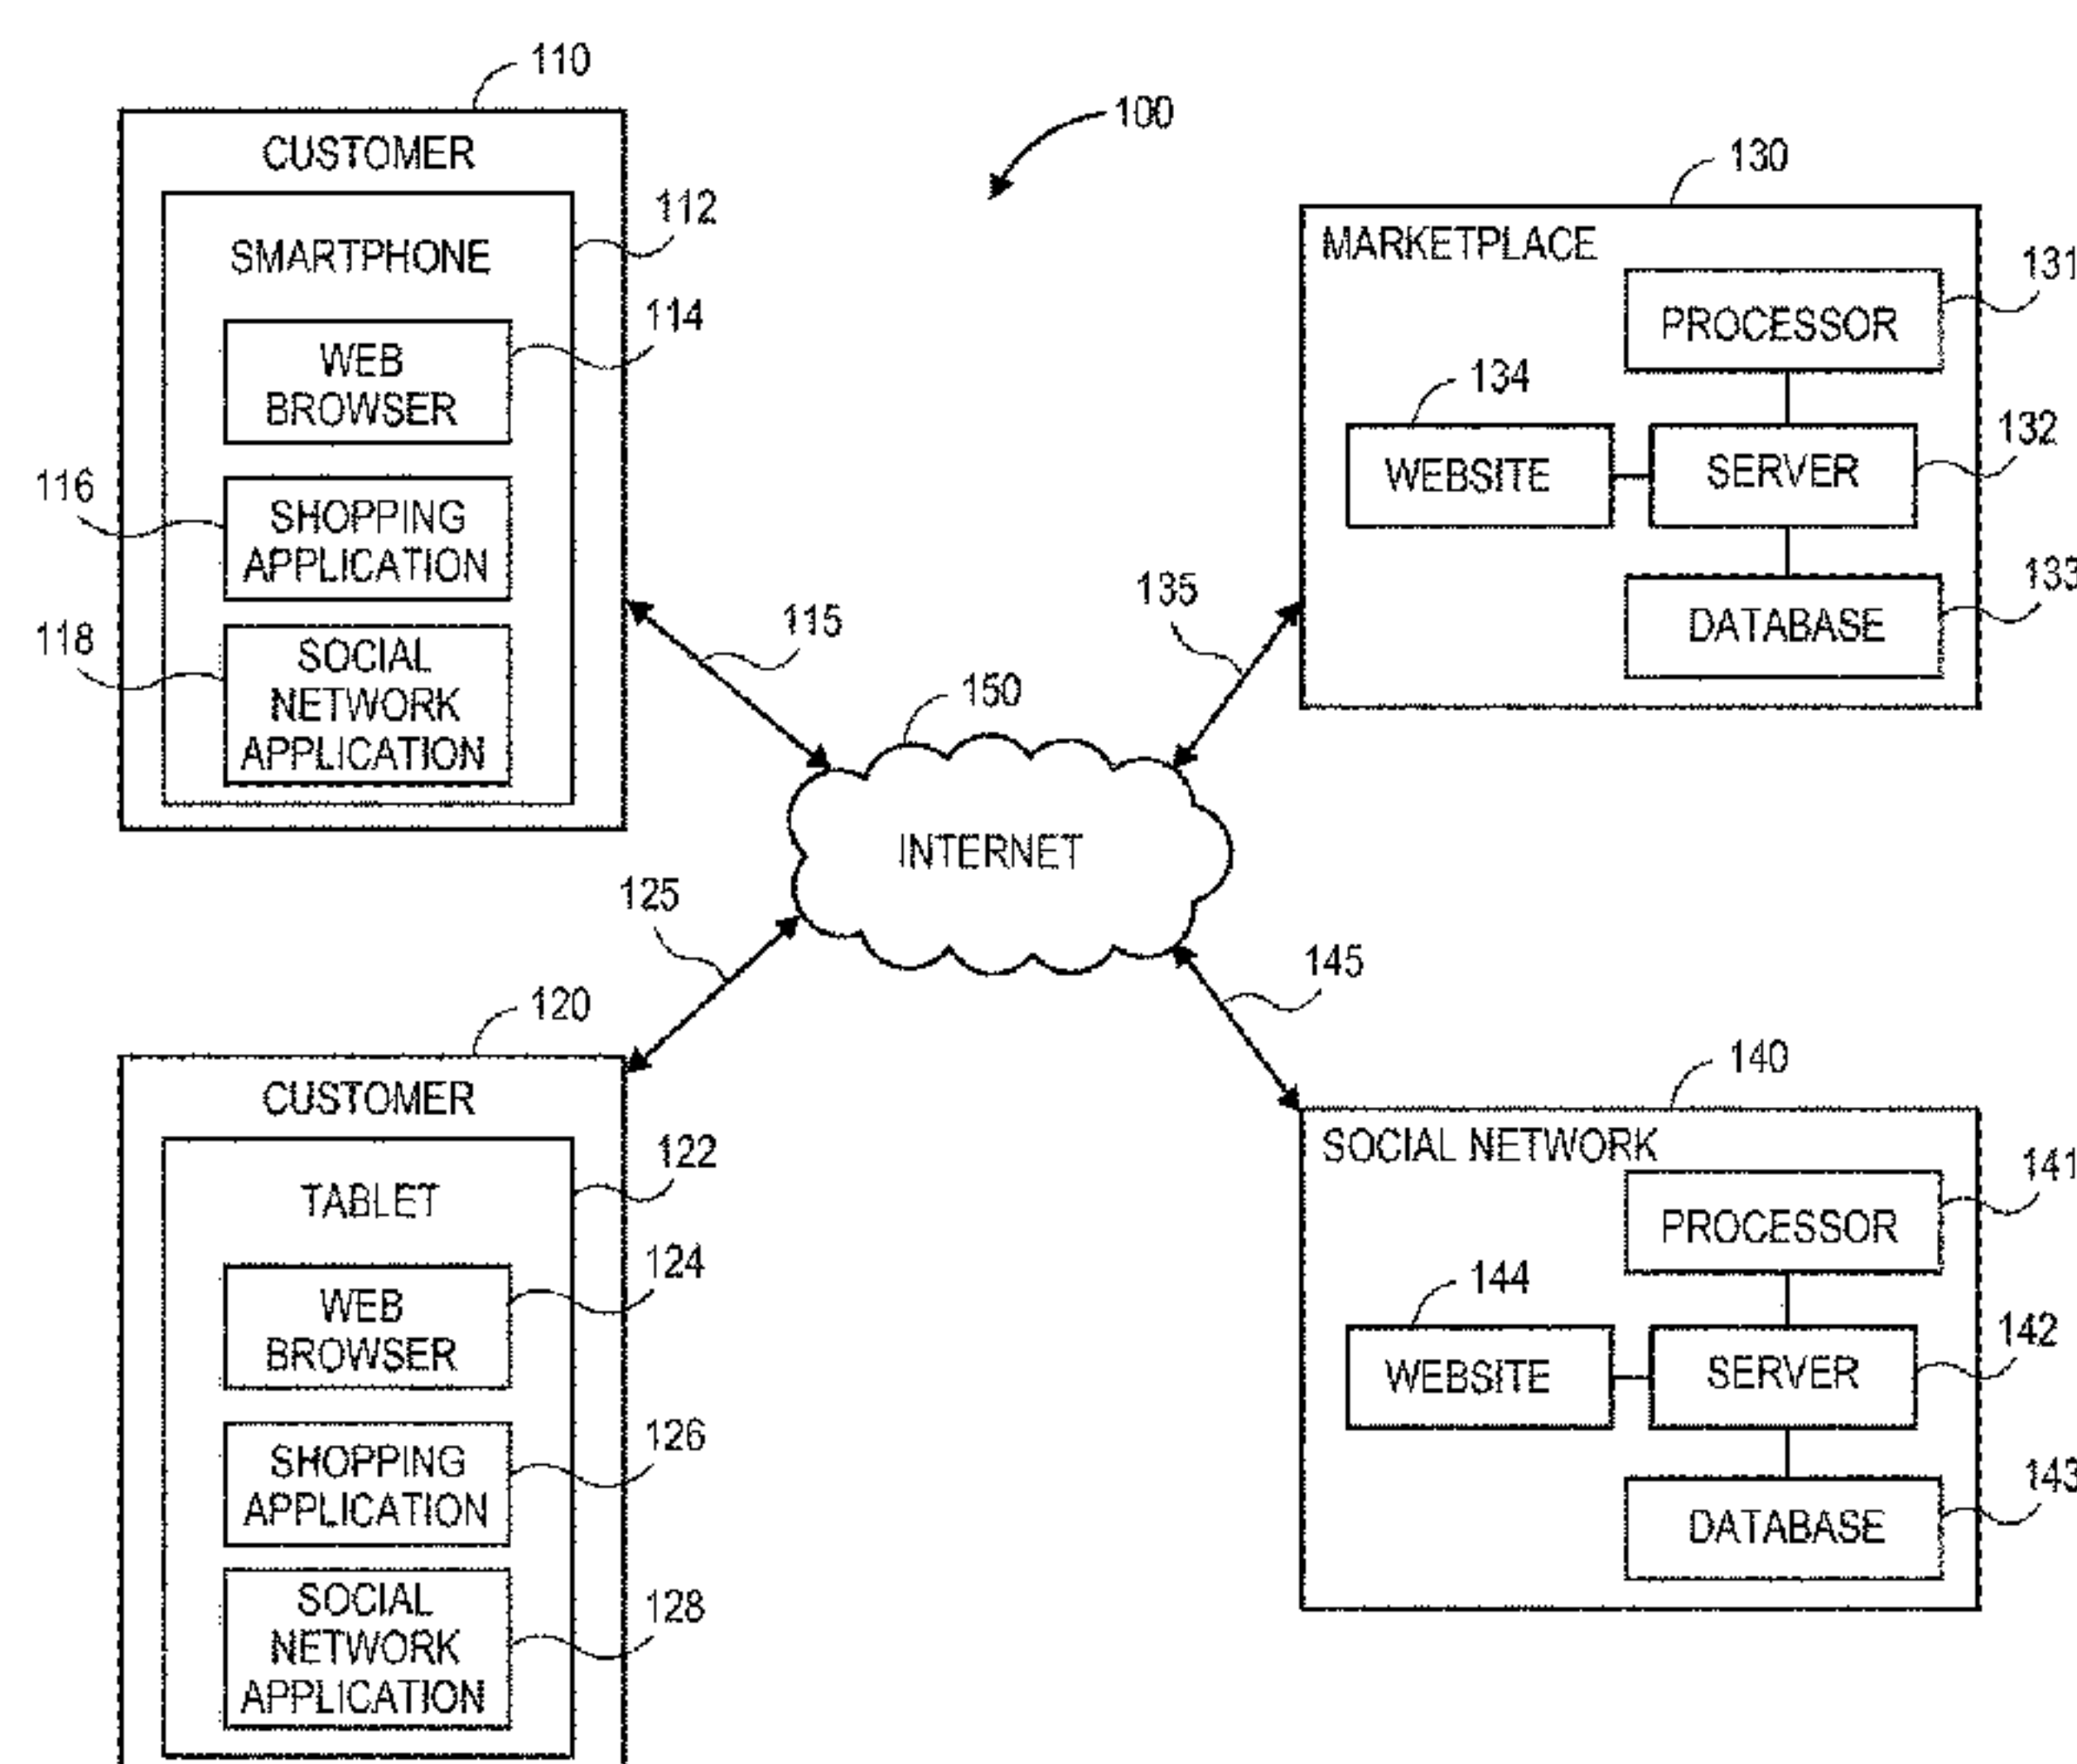 110
CUSTOMER
SMARTPHONE
112
WEB
BROWSER
114
SHOPPING
APPLICATION
116
SOCIAL
NETWORK
APPLICATION
118
115
100
130
MARKETPLACE
PROCESSOR
131
134
WEBSITE
SERVER
132
DATABASE
133
135
150
INTERNET
125
145
120
CUSTOMER
TABLET
122
WEB
BROWSER
124
SHOPPING
APPLICATION
126
SOCIAL
NETWORK
APPLICATION
128
140
SOCIAL NETWORK
PROCESSOR
141
144
WEBSITE
SERVER
142
DATABASE
143